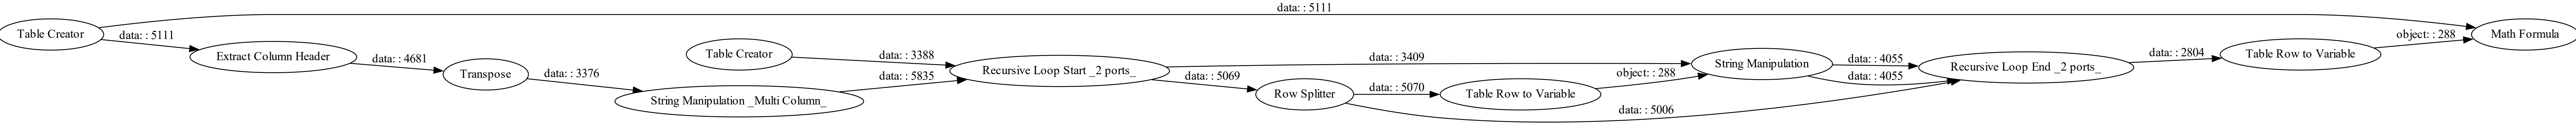 data: : 5111
Table Creator
data: : 5111
Extract Column Header
data: : 4681
Transpose
data: : 3376
String Manipulation _Multi Column_
data: : 5835
Table Creator
data: : 3388
Recursive Loop Start _2 ports_
data: : 3409
data: : 5069
Row Splitter
data: : 5070
data: : 5006
Table Row to Variable
object: : 288
String Manipulation
data: : 4055
data: : 4055
Recursive Loop End _2 ports_
data: : 2804
Table Row to Variable
object: : 288
Math Formula